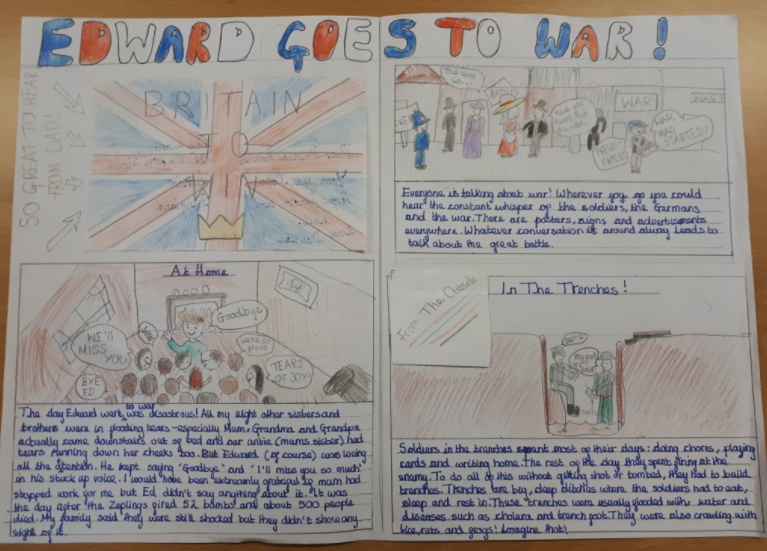 EDWARD GOES TO WAR!
SO GREAT TO HEAR
FROM DAD!
BRITAIN
TO
At Home
WE'LL
MISS
YOU
Goodbye
BYE
ED
TEARS
OF JOY!
The day Edward went to war was disastrous! All my eight other sisters and
brothers were in flooding tears - especially Mum. Grandma and Grandpa
actually came downstairs out of bed and our auntie (mums sister) had
tears running down her cheeks too. But Edward (of course) was loving
all the attention. He kept saying 'Goodbye' and 'I'll miss you so much'
in his stuck up voice. I would have been extremely grateful if mum had
stopped work for me but Ed didn't say anything about it. It was
the day after the Zeplings fired 52 bombs and about 500 people
died. My family said they were still shocked but they didn't show any
sign of it.
WAR
NEWS
PAPERS
WAR
HAS
STARTED!
Everyone is talking about war! Wherever you go you could
hear the constant whisper of the soldiers, the Germans
and the war. There are posters, signs and advertisments
everywhere. Whatever conversation it around alway leads to
talk about the great battle.
From The Outside
In The Trenches!
Soldiers in the trenches spent most of their days: doing chores, playing
cards and writing home. The rest of the day they spent firing at the
enemy. To do all of this without getting shot or bombed, they had to build
trenches. Trenches are big, deep ditches where the soldiers had to eat,
sleep and rest in. These trenches were usually flooded with water and
diseases such as cholera and trench foot. They were also crawling with
lice, rats and frogs! Imagine that!